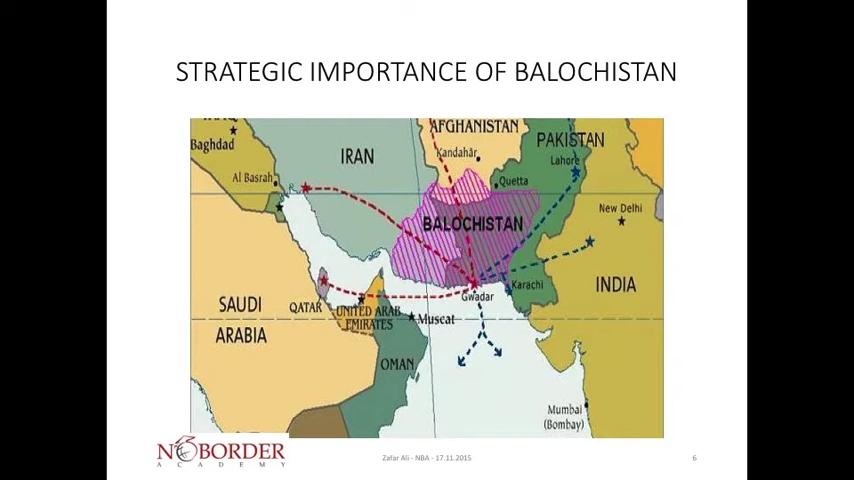 STRATEGIC IMPORTANCE OF BALOCHISTAN
AFGHANISTAN
PAKISTAN
Baghdad
IRAN
Kandahār
Lahore
Al Basrah
Quetta
New Delhi
BALOCHISTAN
SAUDI
ARABIA
QATAR
UNITED ARAB
EMIRATES
Muscat
Gwadar
Karachi
INDIA
OMAN
Mumbai
(Bombay)
NOBORDER
ACADEMY
Zafar Ali - NBA - 17.11.2015
6